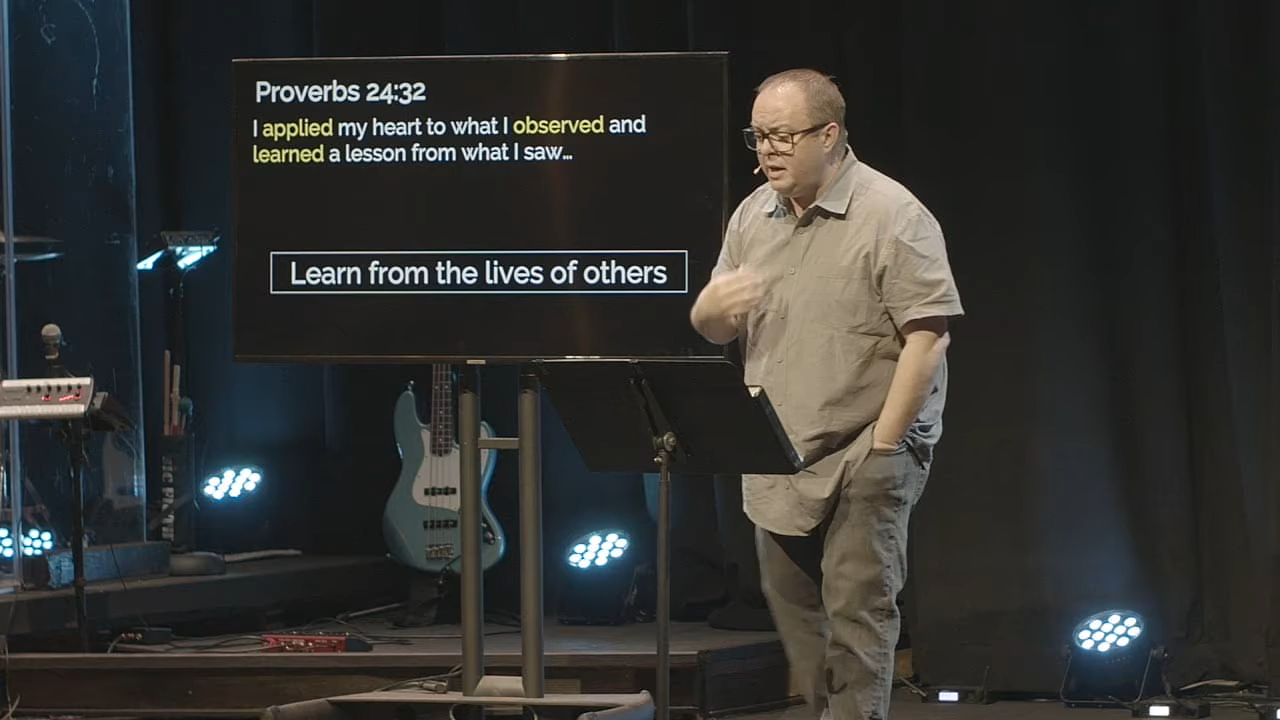 Proverbs 24:32
I applied my heart to what I observed and
learned a lesson from what I saw...
Learn from the lives of others